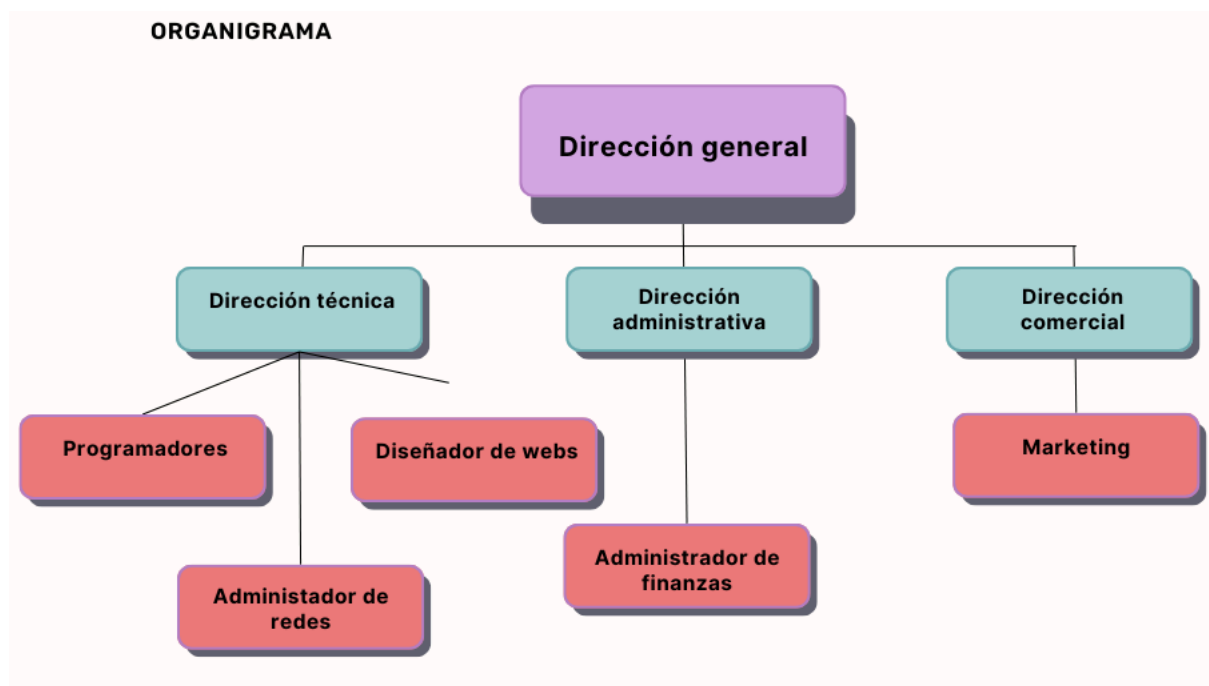 ORGANIGRAMA
Dirección general
Dirección técnica
Dirección
administrativa
Dirección
comercial
Programadores
Diseñador de webs
Marketing
Administrador de
finanzas
Administador de
redes